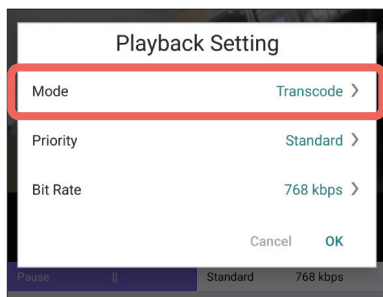 Playback Setting
Mode Transcode >
Priority Standard >
Bit Rate 768 kbps >
Cancel OK
Pause || Standard 768 kbps